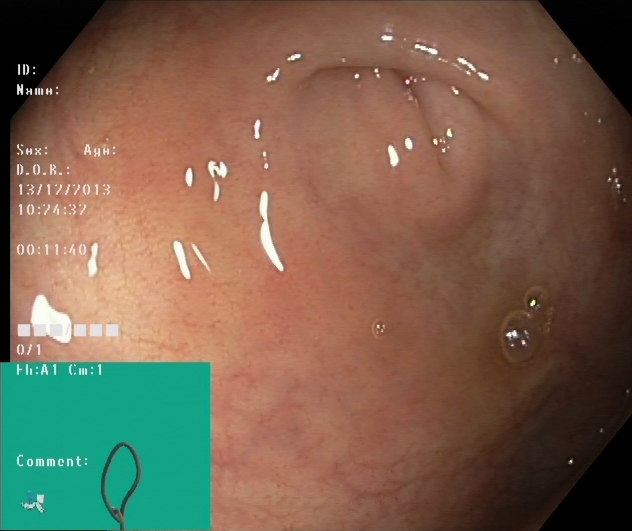 ID:
Name:
Sex: Age:
D.O.B.:
13/12/2013
10:24:32
00:11:40
0/1
Eh:A1 Cm:1
Comment: